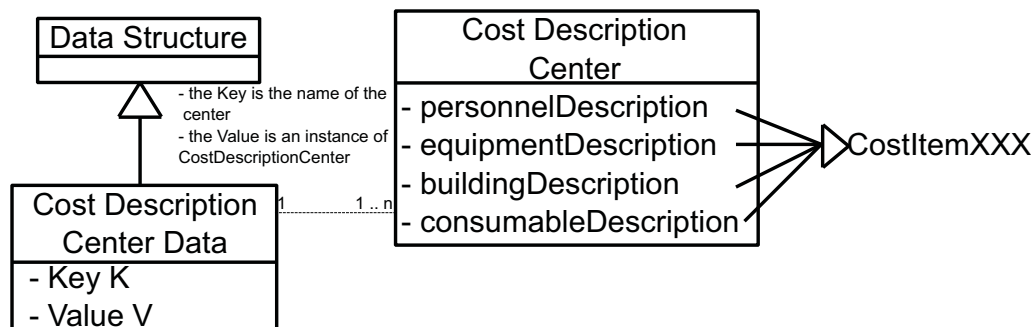 Data Structure
- the Key is the name of the
center
- the Value is an instance of
CostDescriptionCenter
Cost Description
Center Data
- Key K
- Value V
1
1 .. n
Cost Description
Center
- personnelDescription
- equipmentDescription
- buildingDescription
- consumableDescription
CostItemXXX